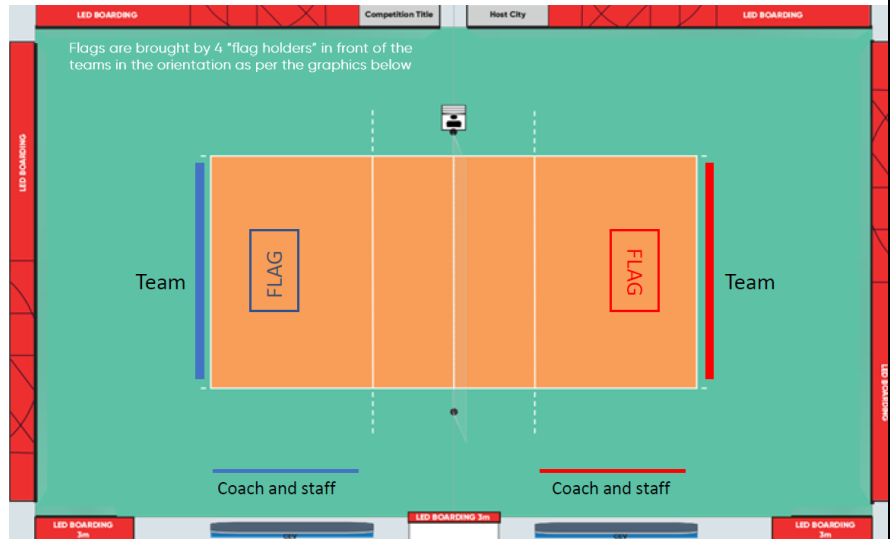 LED BOARDING
Competition Title
Host City
LED BOARDING
Flags are brought by 4 "flag holders" in front of the
teams in the orientation as per the graphics below
LED BOARDING
FLAG
FLAG
Team
Team
LED BOARDING
Coach and staff
Coach and staff
LED BOARDING
3m
LED BOARDING 3m
LED BOARDING
3m